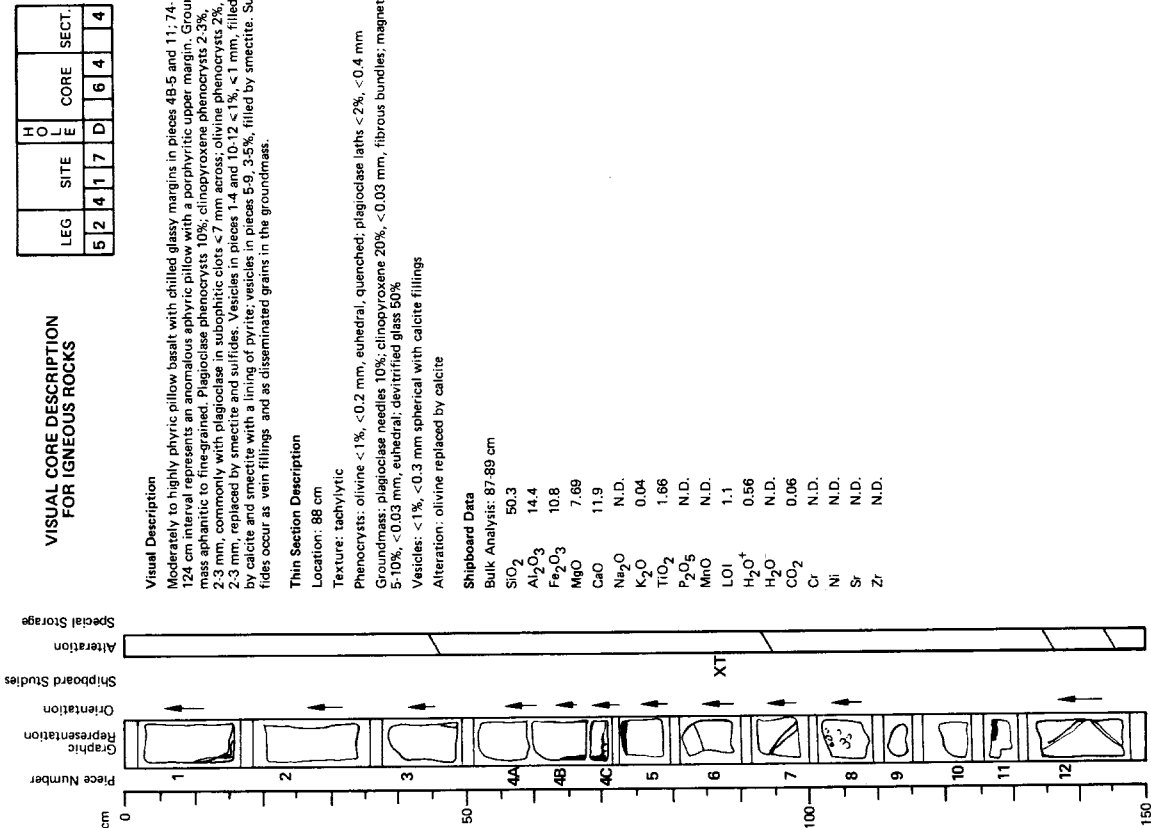 VISUAL CORE DESCRIPTION
FOR IGNEOUS ROCKS
LEG SITE HOLE CORE SECT.
5 2 4 1 7 D 6 4 4
Visual Description
Moderately to highly phyric pillow basalt with chilled glassy margins in pieces 4B-5 and 11; 74-
124 cm interval represents an anomalous aphyric pillow with a porphyritic upper margin. Grou
mass aphanitic to fine-grained. Plagioclase phenocrysts 10%; clinopyroxene phenocrysts 2-3%,
2-3 mm, commonly with plagioclase in subophitic clots <7 mm across; olivine phenocrysts 2%,
2-3 mm, replaced by smectite and sulfides. Vesicles in pieces 1-4 and 10-12 <1%, <1 mm, filled
by calcite and smectite with a lining of pyrite; vesicles in pieces 5-9, 3-5%, filled by smectite. Su
fides occur as vein fillings and as disseminated grains in the groundmass.
Thin Section Description
Location: 88 cm
Texture: tachylytic
Phenocrysts: olivine <1%, <0.2 mm, euhedral, quenched; plagioclase laths <2%, <0.4 mm
Groundmass: plagioclase needles 10%; clinopyroxene 20%, <0.03 mm, fibrous bundles; magnet
5-10%, <0.03 mm, euhedral; devitrified glass 50%
Vesicles: <1%, <0.3 mm spherical with calcite fillings
Alteration: olivine replaced by calcite
Shipboard Data
Bulk Analysis: 87-89 cm
SiO2 50.3
Al2O3 14.4
Fe2O3 10.8
MgO 7.69
CaO 11.9
Na2O N.D.
K2O 0.04
TiO2 1.66
P2O5 N.D.
MnO N.D.
LOI 1.1
H2O+ 0.56
H2O- N.D.
CO2 0.06
Cr N.D.
Ni N.D.
Sr N.D.
Zr N.D.
cm
Piece Number
Graphic
Representation
Orientation
Shipboard Studies
Alteration
Special Storage
0
50
100
150
1
2
3
4A
4B
4C
5
6
7
8
9
10
11
12
XT